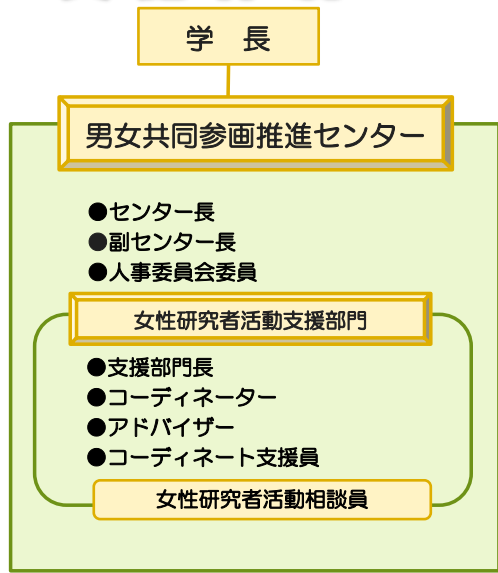 学 長
男女共同参画推進センター
●センター長
●副センター長
●人事委員会委員
女性研究者活動支援部門
●支援部門長
●コーディネーター
●アドバイザー
●コーディネート支援員
女性研究者活動相談員